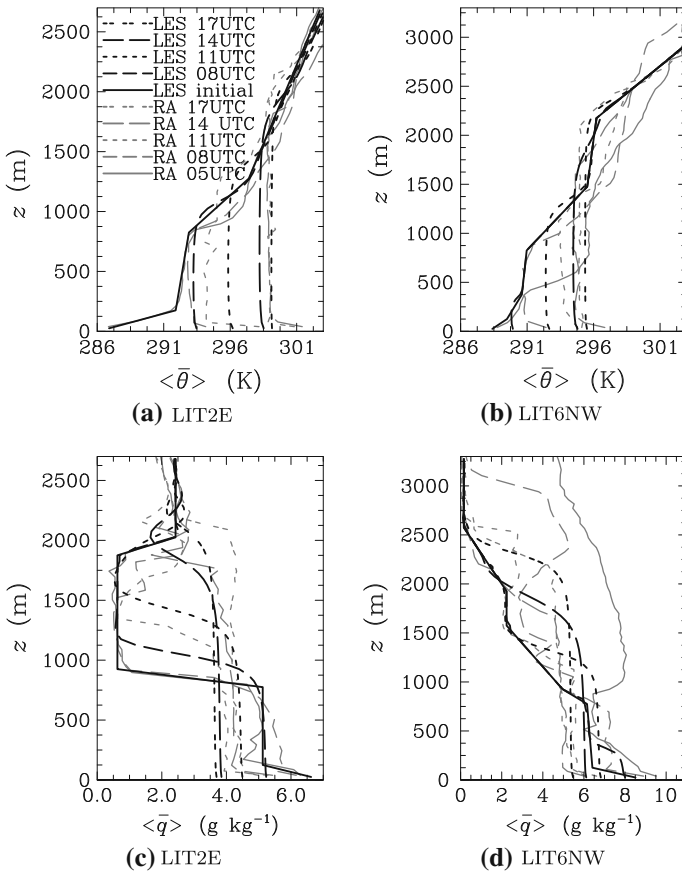 2500
2000
1500
1000
500
0
z (m)
LES 17UTC
LES 14UTC
LES 11UTC
LES 08UTC
LES initial
RA 17UTC
RA 14 UTC
RA 11UTC
RA 08UTC
RA 05UTC
286 291 296 301
<θ̄> (K)
(a) LIT2E
3000
2500
2000
1500
1000
500
0
z (m)
286 291 296 301
<θ̄> (K)
(b) LIT6NW
2500
2000
1500
1000
500
0
z (m)
0.0 2.0 4.0 6.0
<q̄> (g kg⁻¹)
(c) LIT2E
3000
2500
2000
1500
1000
500
0
z (m)
0 2 4 6 8 10
<q̄> (g kg⁻¹)
(d) LIT6NW